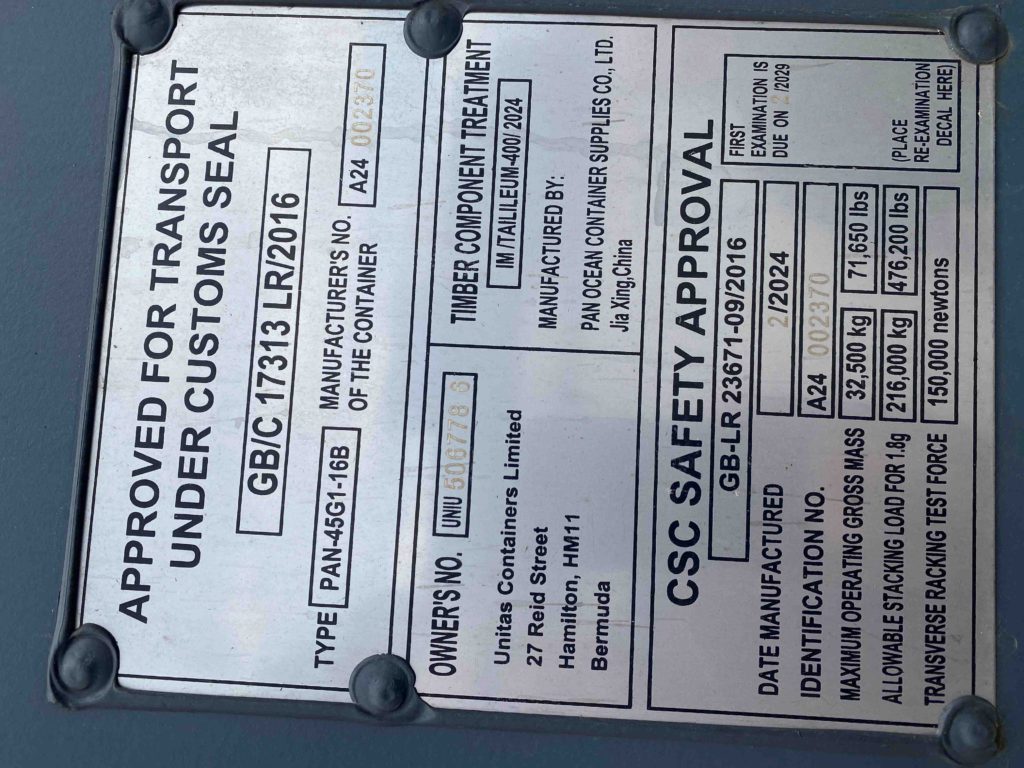 APPROVED FOR TRANSPORT
UNDER CUSTOMS SEAL
GB/C 17313 LR/2016
TYPE PAN-45G1-16B MANUFACTURER'S NO. OF THE CONTAINER A24 002370
OWNER'S NO. UNIU 506778 6
Unitas Containers Limited
27 Reid Street
Hamilton, HM11
Bermuda
TIMBER COMPONENT TREATMENT
IM/TAILILEUM-400/ 2024
MANUFACTURED BY:
PAN OCEAN CONTAINER SUPPLIES CO., LTD.
Jia Xing,China
CSC SAFETY APPROVAL
GB-LR 23671-09/2016
DATE MANUFACTURED 2/2024
IDENTIFICATION NO. A24 002370
MAXIMUM OPERATING GROSS MASS 32,500 kg 71,650 lbs
ALLOWABLE STACKING LOAD FOR 1.8g 216,000 kg 476,200 lbs
TRANSVERSE RACKING TEST FORCE 150,000 newtons
FIRST
EXAMINATION IS
DUE ON 2/2029
(PLACE
RE-EXAMINATION
DECAL HERE)